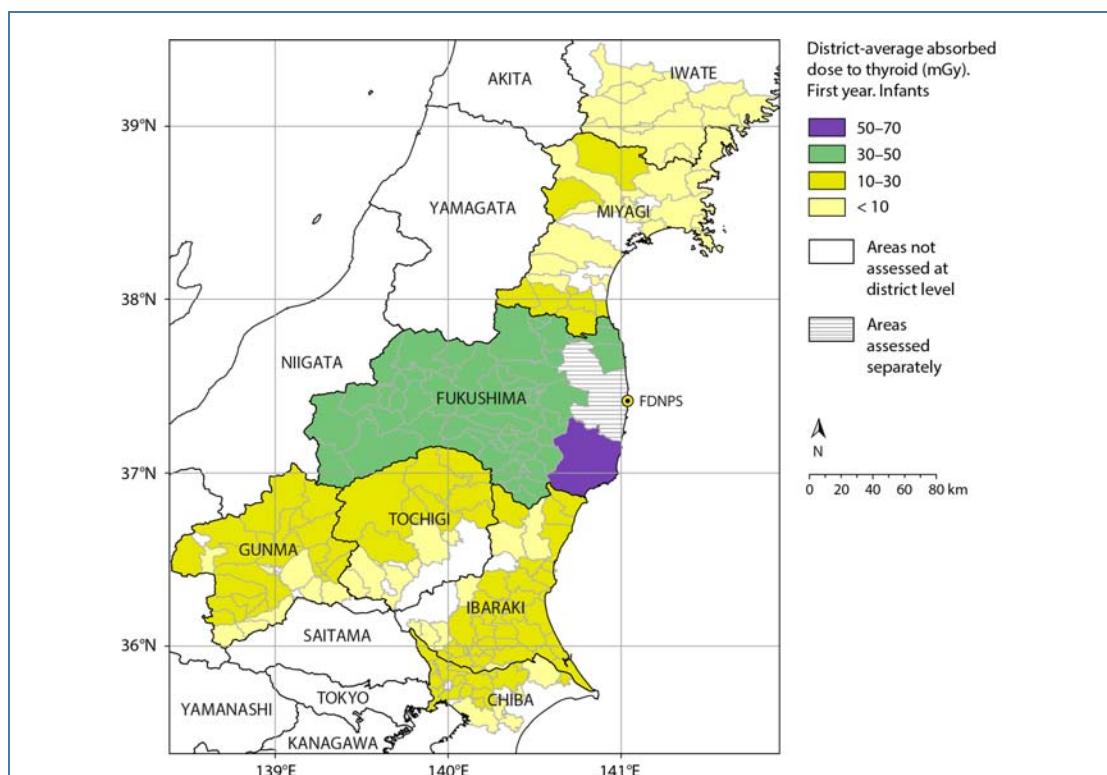 AKITA
IWATE
39°N
YAMAGATA
MIYAGI
38°N
NIIGATA
FUKUSHIMA
FDNPS
37°N
TOCHIGI
GUNMA
IBARAKI
SAITAMA
36°N
TOKYO
CHIBA
YAMANASHI
KANAGAWA
139°E
140°E
141°E
District-average absorbed
dose to thyroid (mGy).
First year. Infants
50–70
30–50
10–30
< 10
Areas not
assessed at
district level
Areas
assessed
separately
N
0 20 40 60 80 km